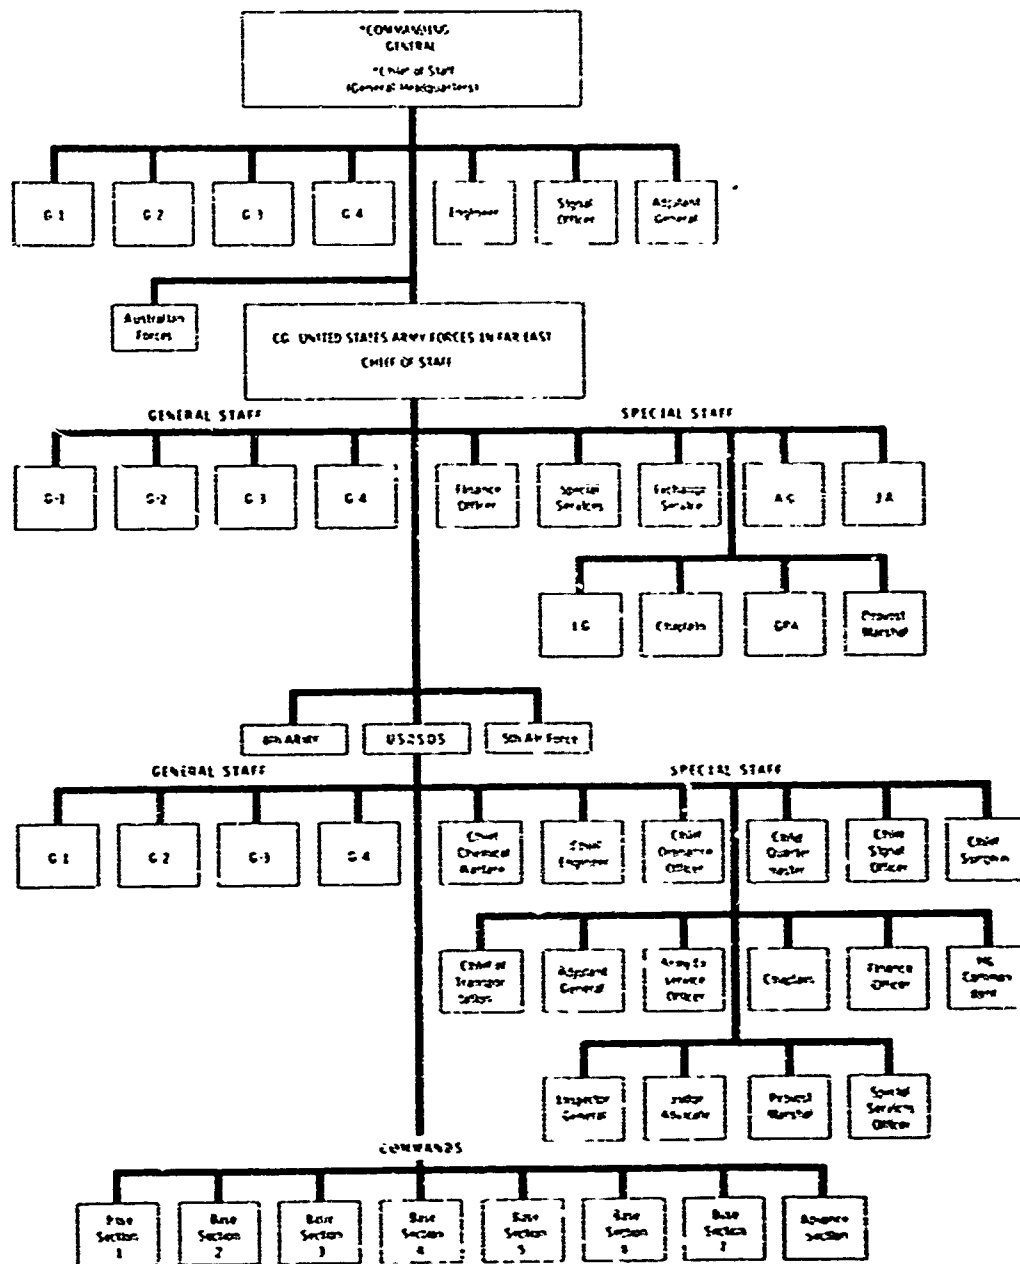 *COMMANDING
GENERAL
*Chief of Staff
(General Headquarters)
G-1
G-2
G-3
G-4
Engineer
Signal
Officer
Adjutant
General
Australian
Forces
CG. UNITED STATES ARMY FORCES IN FAR EAST
CHIEF OF STAFF
GENERAL STAFF
SPECIAL STAFF
G-1
G-2
G-3
G-4
Finance
Officer
Special
Services
Exchange
Service
A G
J A
I G
Chaplain
GPA
Provost
Marshal
USASOS
5th Air Force
GENERAL STAFF
SPECIAL STAFF
G-1
G-2
G-3
G-4
Chief
Chemical
Warfare
Chief
Engineer
Chief
Ordnance
Officer
Chief
Quarter
master
Chief
Signal
Officer
Chief
Surgeon
Chief of
Transpor
tation
Adjutant
General
Army Ex
Service
Officer
Chaplain
Finance
Officer
HQ
Comman
dant
Inspector
General
Judge
Advocate
Provost
Marshal
Special
Services
Officer
COMMANDS
Base
Section
1
Base
Section
2
Base
Section
3
Base
Section
4
Base
Section
5
Base
Section
6
Base
Section
7
Advance
Section